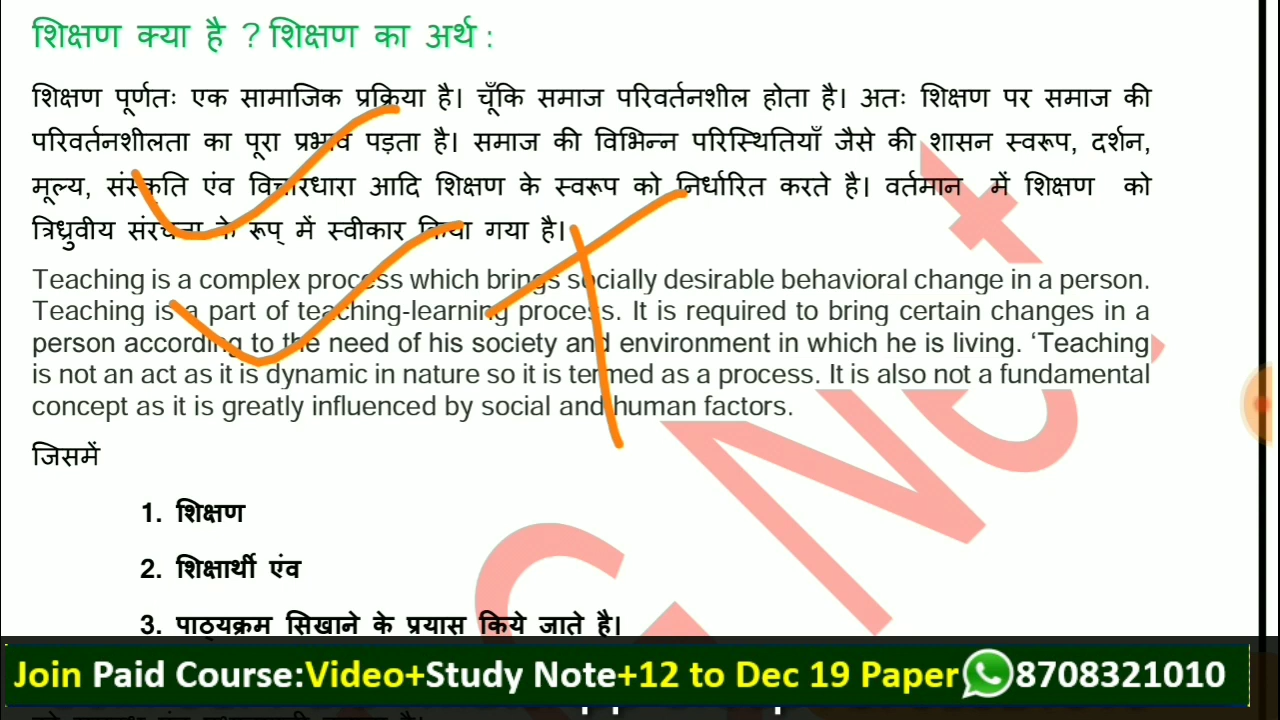 शिक्षण क्या है ? शिक्षण का अर्थ :
शिक्षण पूर्णतः एक सामाजिक प्रक्रिया है। चूँकि समाज परिवर्तनशील होता है। अतः शिक्षण पर समाज की
परिवर्तनशीलता का पूरा प्रभाव पड़ता है। समाज की विभिन्न परिस्थितियाँ जैसे की शासन स्वरूप, दर्शन,
मूल्य, संस्कृति एंव विचारधारा आदि शिक्षण के स्वरूप को निर्धारित करते है। वर्तमान में शिक्षण को
त्रिध्रुवीय संरचना के रूप् में स्वीकार किया गया है।
Teaching is a complex process which brings socially desirable behavioral change in a person.
Teaching is a part of teaching-learning process. It is required to bring certain changes in a
person according to the need of his society and environment in which he is living. ‘Teaching
is not an act as it is dynamic in nature so it is termed as a process. It is also not a fundamental
concept as it is greatly influenced by social and human factors.
जिसमें
1. शिक्षण
2. शिक्षार्थी एंव
3. पाठ्यक्रम सिखाने के प्रयास किये जाते है।
Join Paid Course:Video+Study Note+12 to Dec 19 Paper 8708321010